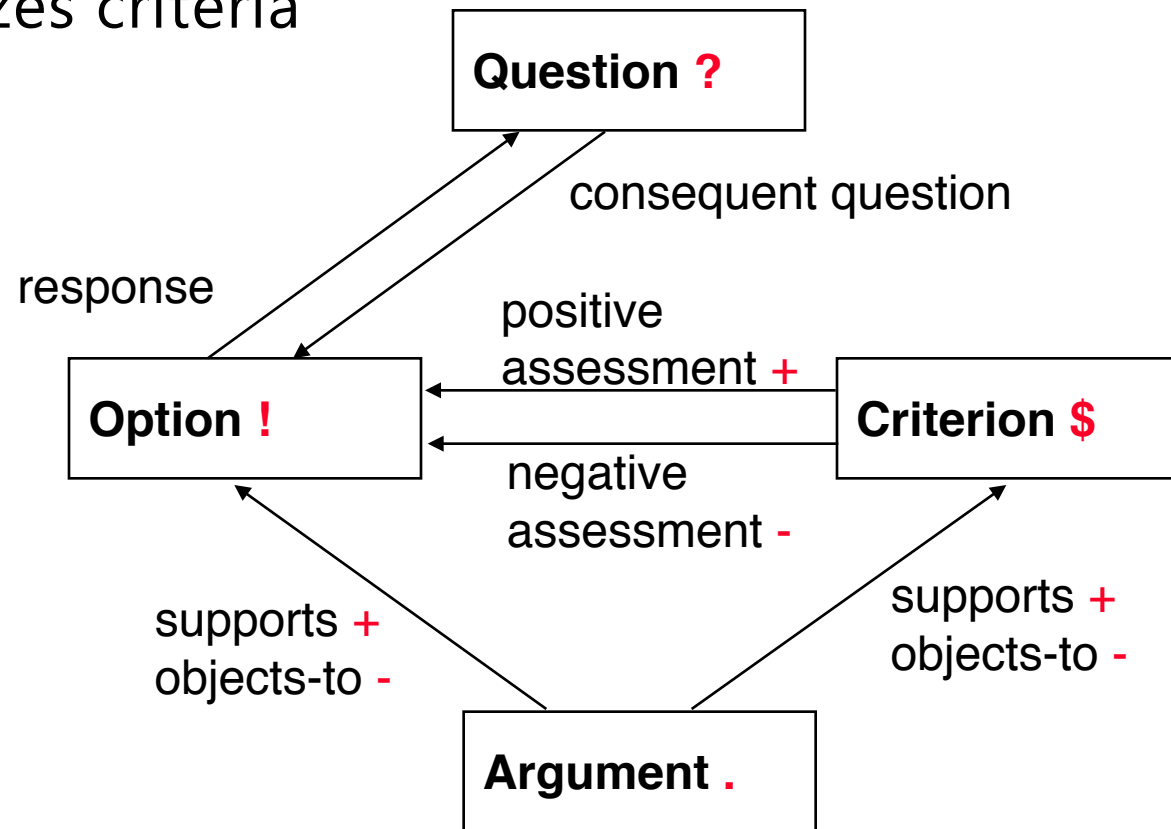 zes criteria
Question ?
consequent question
response
positive
assessment +
Option !
Criterion $
negative
assessment -
supports +
objects-to -
supports +
objects-to -
Argument .